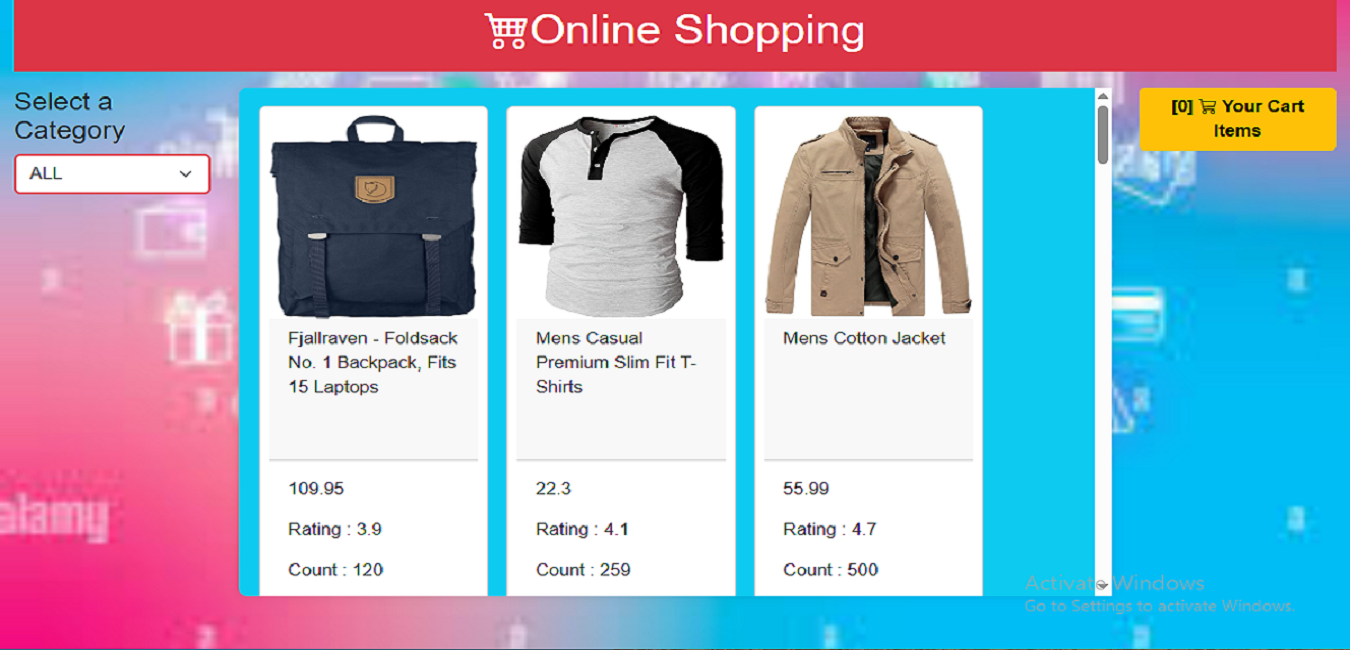 Online Shopping
Select a
Category
ALL
[0] Your Cart
Items
Fjallraven - Foldsack
No. 1 Backpack, Fits
15 Laptops
109.95
Rating : 3.9
Count : 120
Mens Casual
Premium Slim Fit T-
Shirts
22.3
Rating : 4.1
Count : 259
Mens Cotton Jacket
55.99
Rating : 4.7
Count : 500
alamy
Activate Windows
Go to Settings to activate Windows.